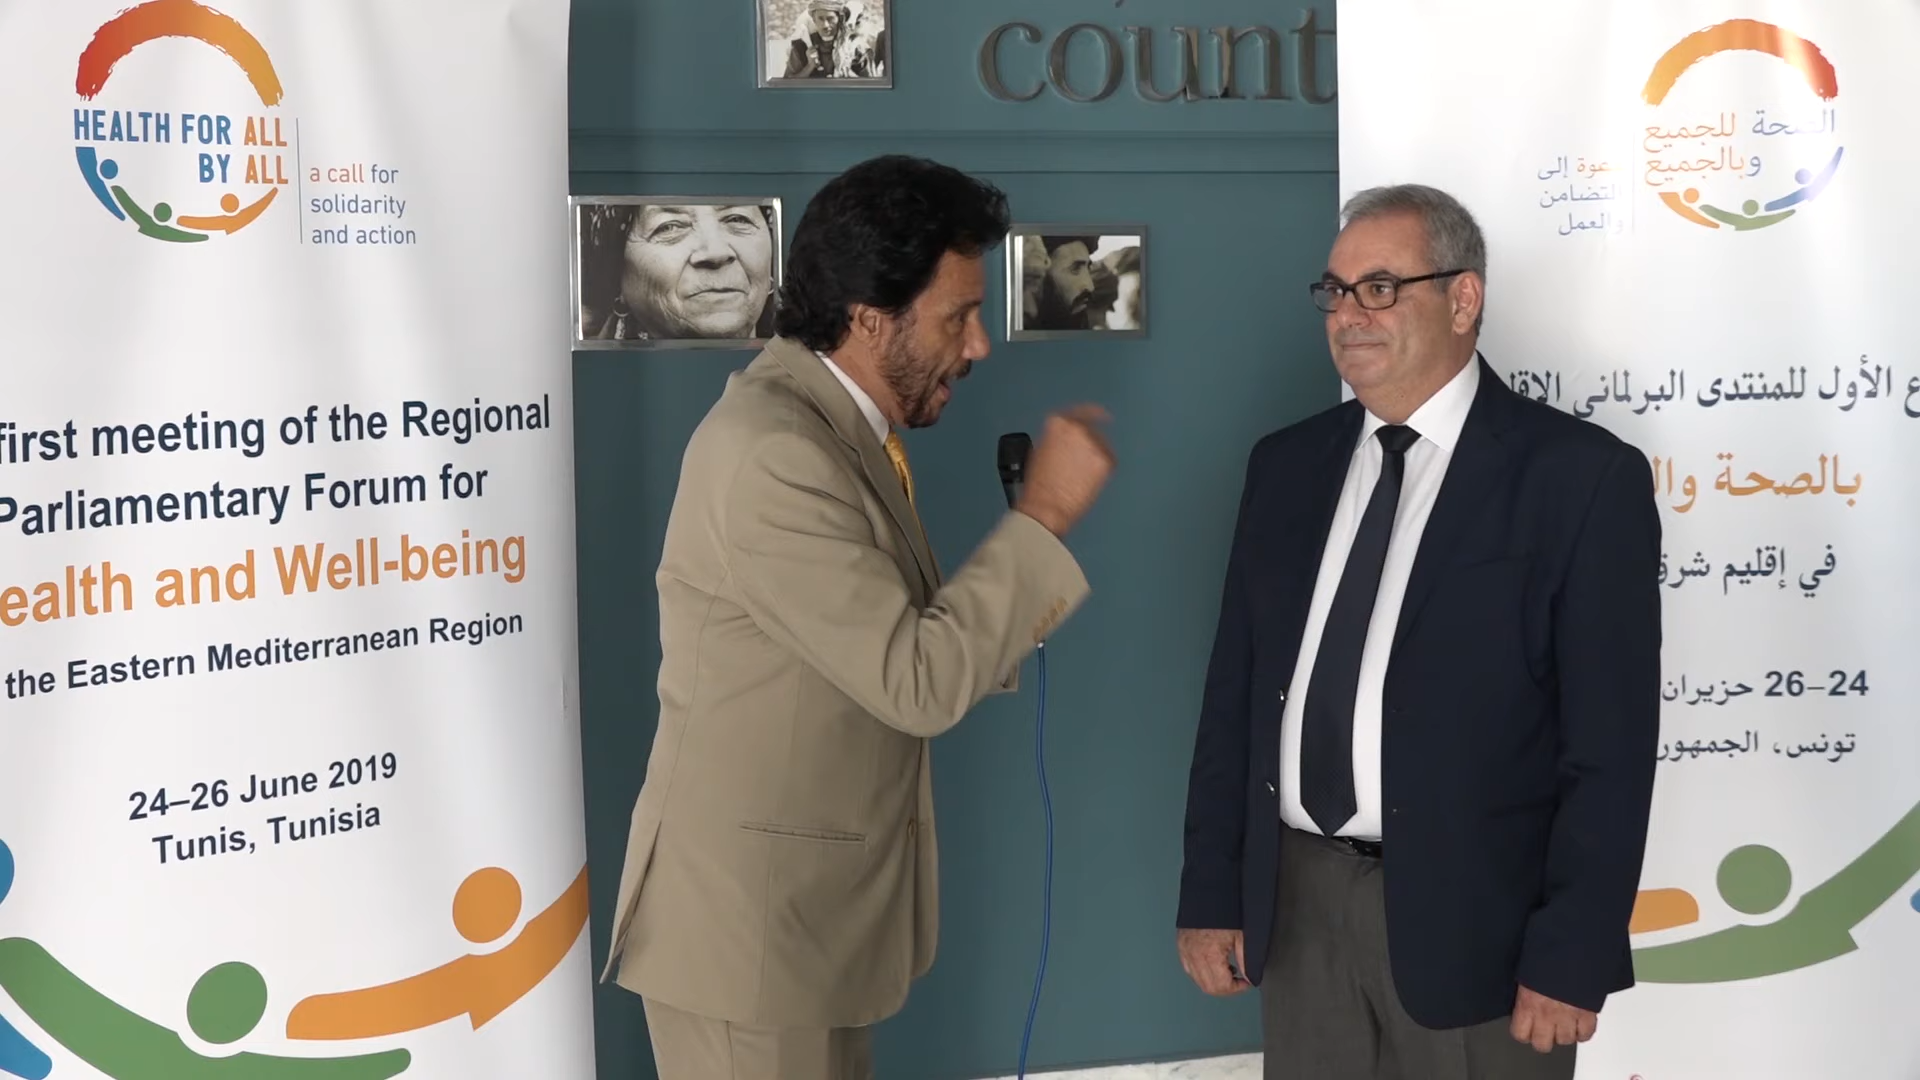 HEALTH FOR ALL
BY ALL
a call for
solidarity
and action
first meeting of the Regional
Parliamentary Forum for
ealth and Well-being
the Eastern Mediterranean Region
24–26 June 2019
Tunis, Tunisia
count
الصحة للجميع
وبالجميع
دعوة إلى
التضامن
والعمل
ع الأول للمنتدى البرلماني الإقل
بالصحة وال
في إقليم شرق
24–26 حزيران
تونس، الجمهور